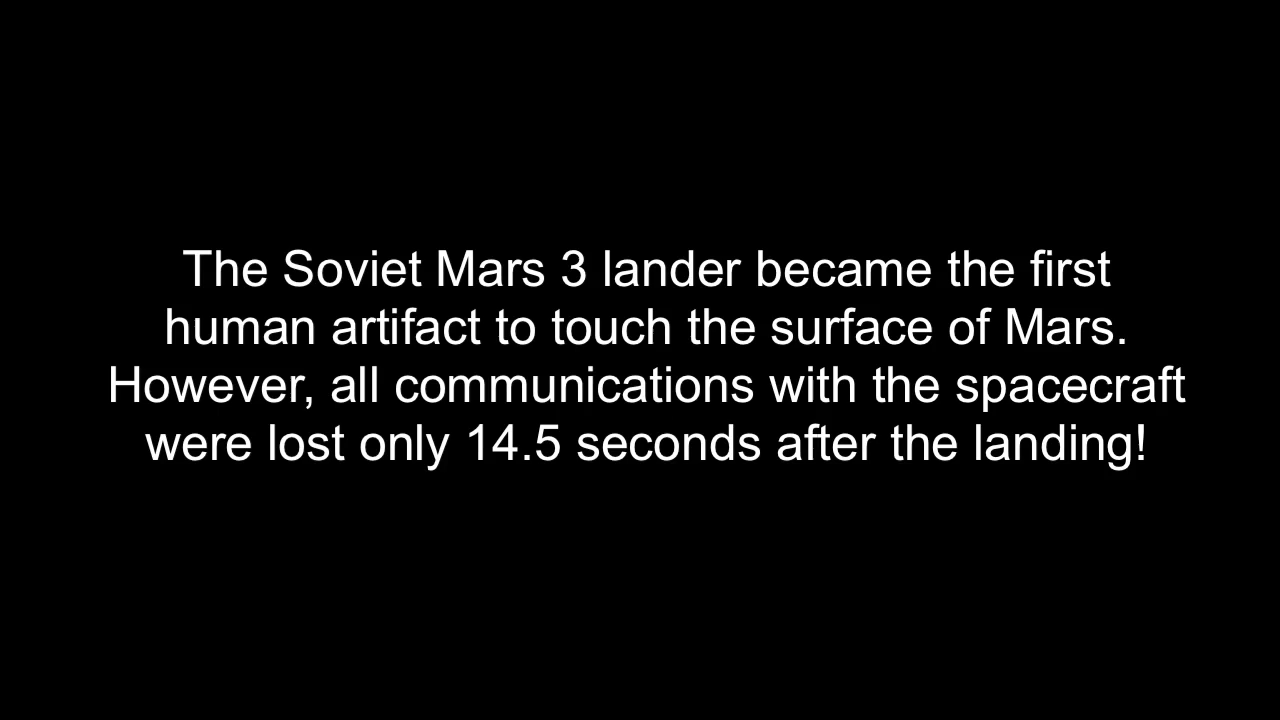 The Soviet Mars 3 lander became the first
human artifact to touch the surface of Mars.
However, all communications with the spacecraft
were lost only 14.5 seconds after the landing!